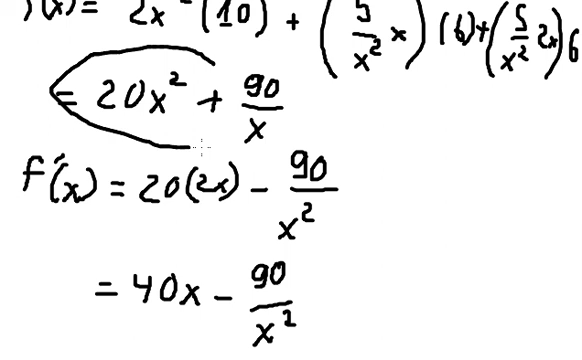 f(x) = 2x² (10) + (5/x² x) (6) + (5/x² 2x) 6
= 20x² + 90/x
f'(x) = 20(2x) - 90/x²
= 40x - 90/x²